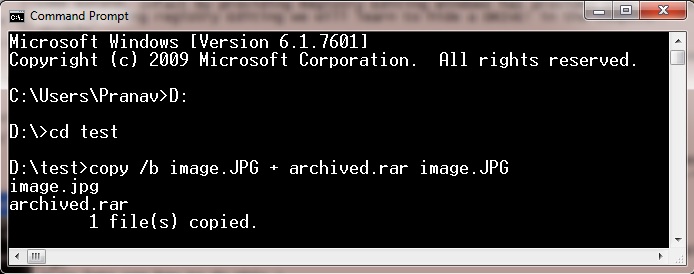 Command Prompt
Microsoft Windows [Version 6.1.7601]
Copyright (c) 2009 Microsoft Corporation.  All rights reserved.
C:\Users\Pranav>D:
D:\>cd test
D:\test>copy /b image.JPG + archived.rar image.JPG
image.jpg
archived.rar
        1 file(s) copied.